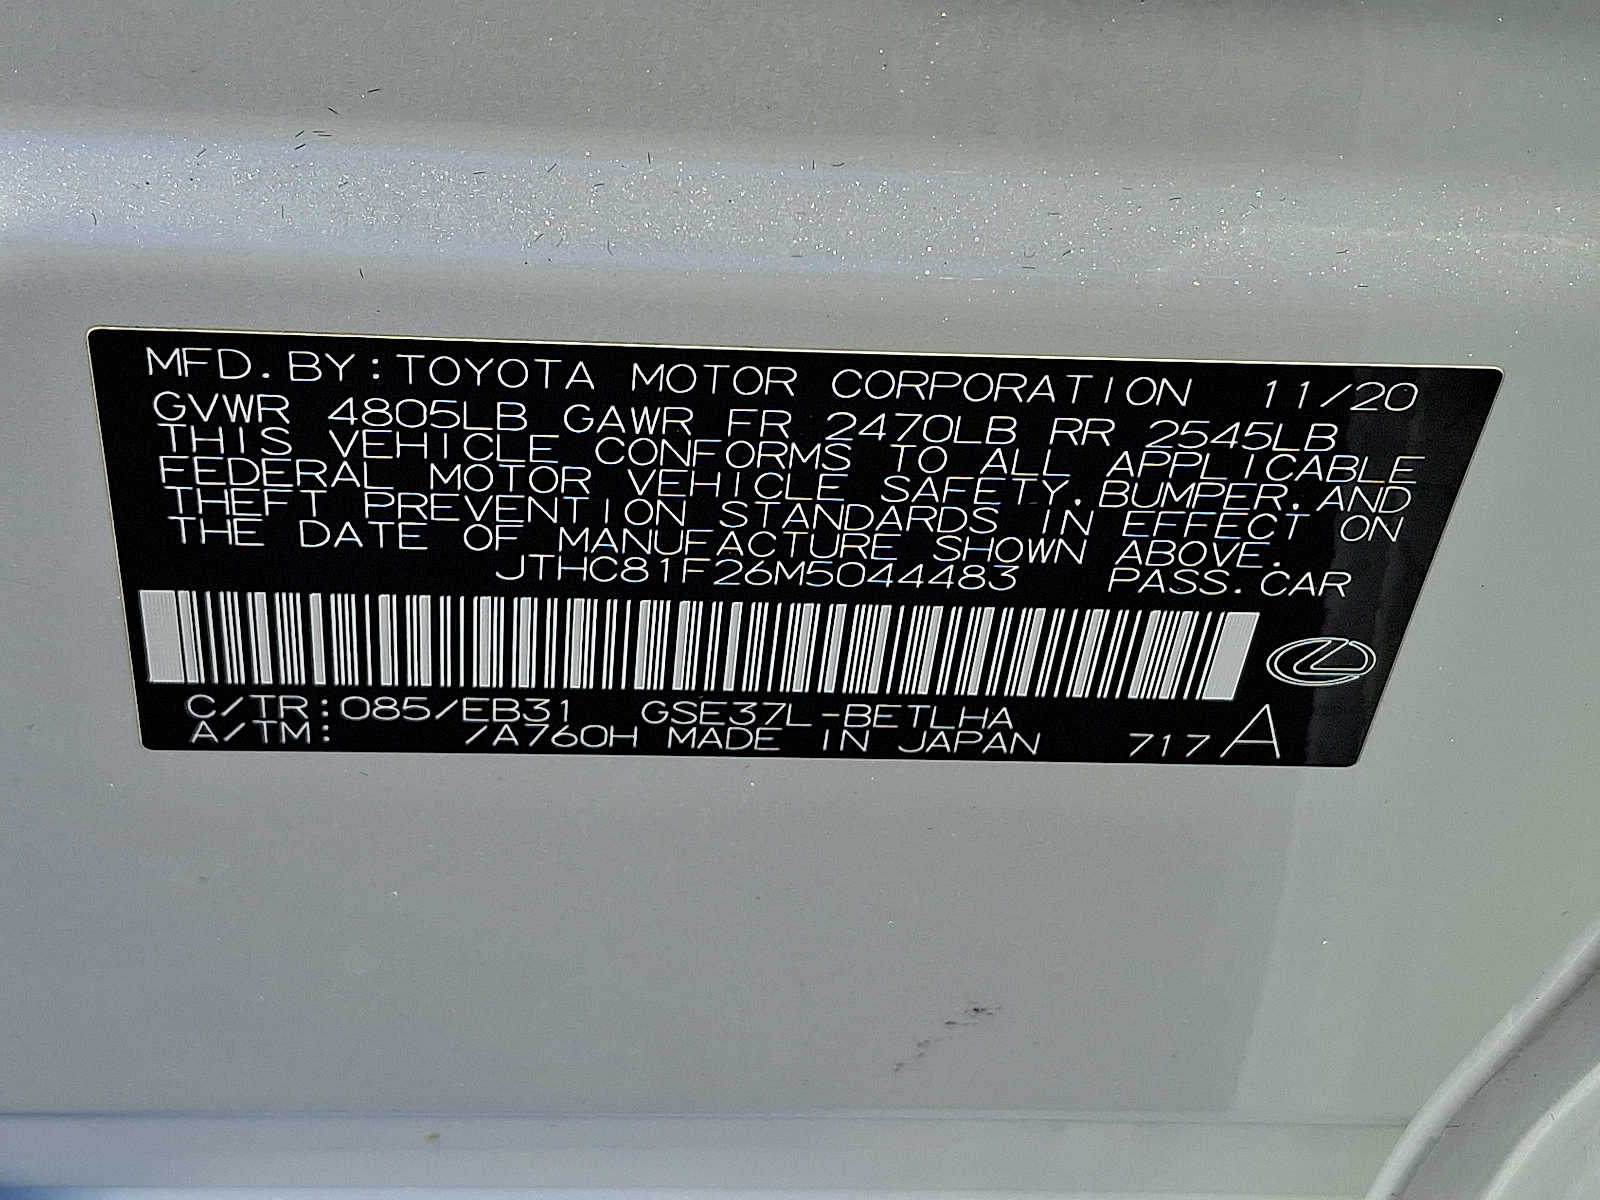 MFD. BY: TOYOTA MOTOR CORPORATION 11/20
GVWR 4805LB GAWR FR 2470LB RR 2545LB
THIS VEHICLE CONFORMS TO ALL APPLICABLE
FEDERAL MOTOR VEHICLE SAFETY. BUMPER. AND
THEFT PREVENTION STANDARDS IN EFFECT ON
THE DATE OF MANUFACTURE SHOWN ABOVE.
JTHC81F26M5044483 PASS. CAR
C/TR: 085/EB31 GSE37L-BETLHA
A/TM: /A760H MADE IN JAPAN 717 A